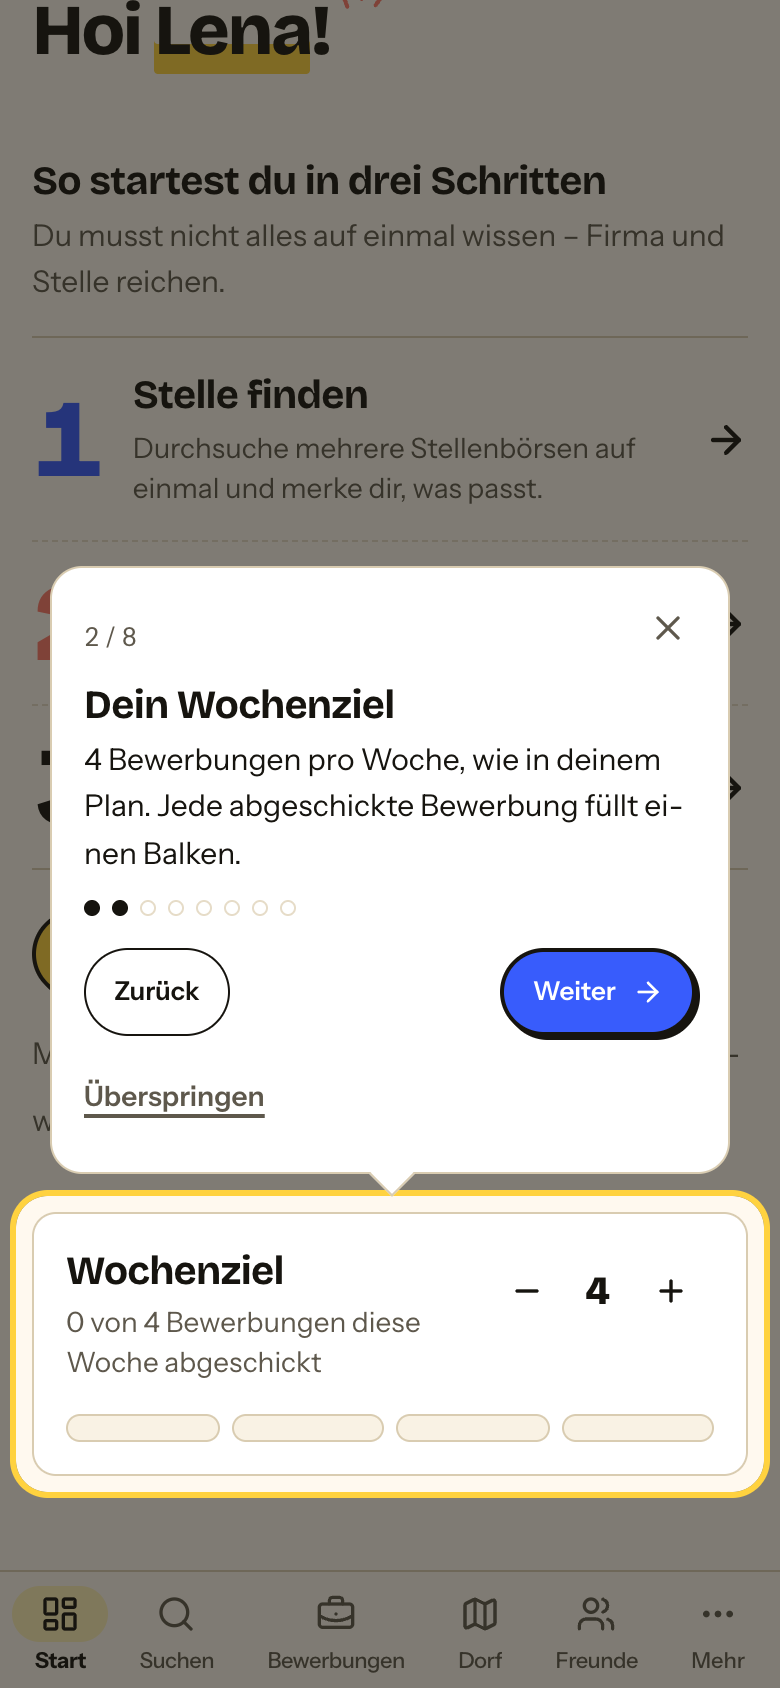 Hoi Lena!
So startest du in drei Schritten
Du musst nicht alles auf einmal wissen – Firma und
Stelle reichen.
1
Stelle finden
Durchsuche mehrere Stellenbörsen auf
einmal und merke dir, was passt.
2 / 8
Dein Wochenziel
4 Bewerbungen pro Woche, wie in deinem
Plan. Jede abgeschickte Bewerbung füllt ei-
nen Balken.
Zurück
Weiter →
Überspringen
Wochenziel
− 4 +
0 von 4 Bewerbungen diese
Woche abgeschickt
Start
Suchen
Bewerbungen
Dorf
Freunde
Mehr